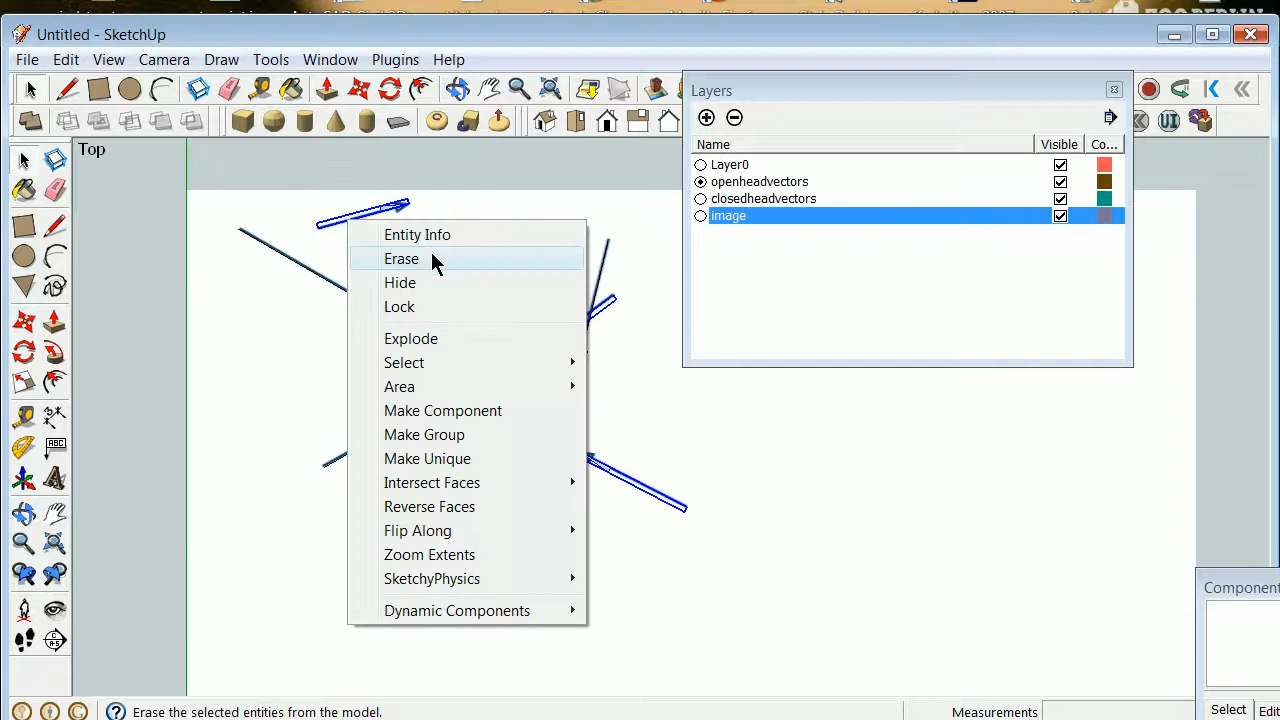 Untitled - SketchUp
File Edit View Camera Draw Tools Window Plugins Help
Layers
Name Visible Co...
Layer0
openheadvectors
closedheadvectors
image
Top
Entity Info
Erase
Hide
Lock
Explode
Select
Area
Make Component
Make Group
Make Unique
Intersect Faces
Reverse Faces
Flip Along
Zoom Extents
SketchyPhysics
Dynamic Components
UI
ABC
A
Component
Select Edit
Erase the selected entities from the model.
Measurements